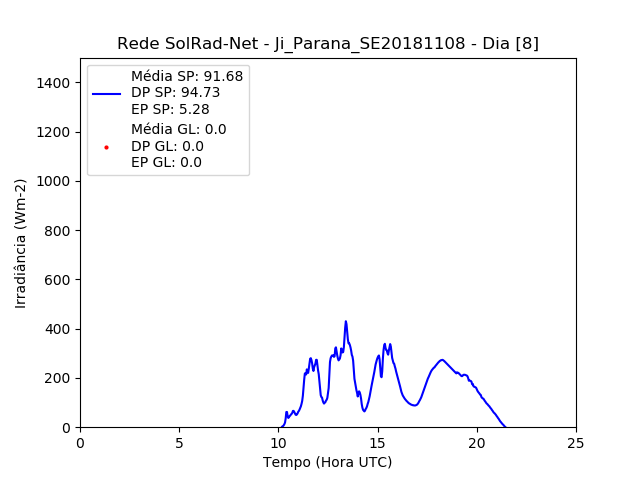 Rede SolRad-Net - Ji_Parana_SE20181108 - Dia [8]
Média SP: 91.68
DP SP: 94.73
EP SP: 5.28
Média GL: 0.0
DP GL: 0.0
EP GL: 0.0
1400
1200
1000
800
600
400
200
0
Irradiância (Wm-2)
0 5 10 15 20 25
Tempo (Hora UTC)